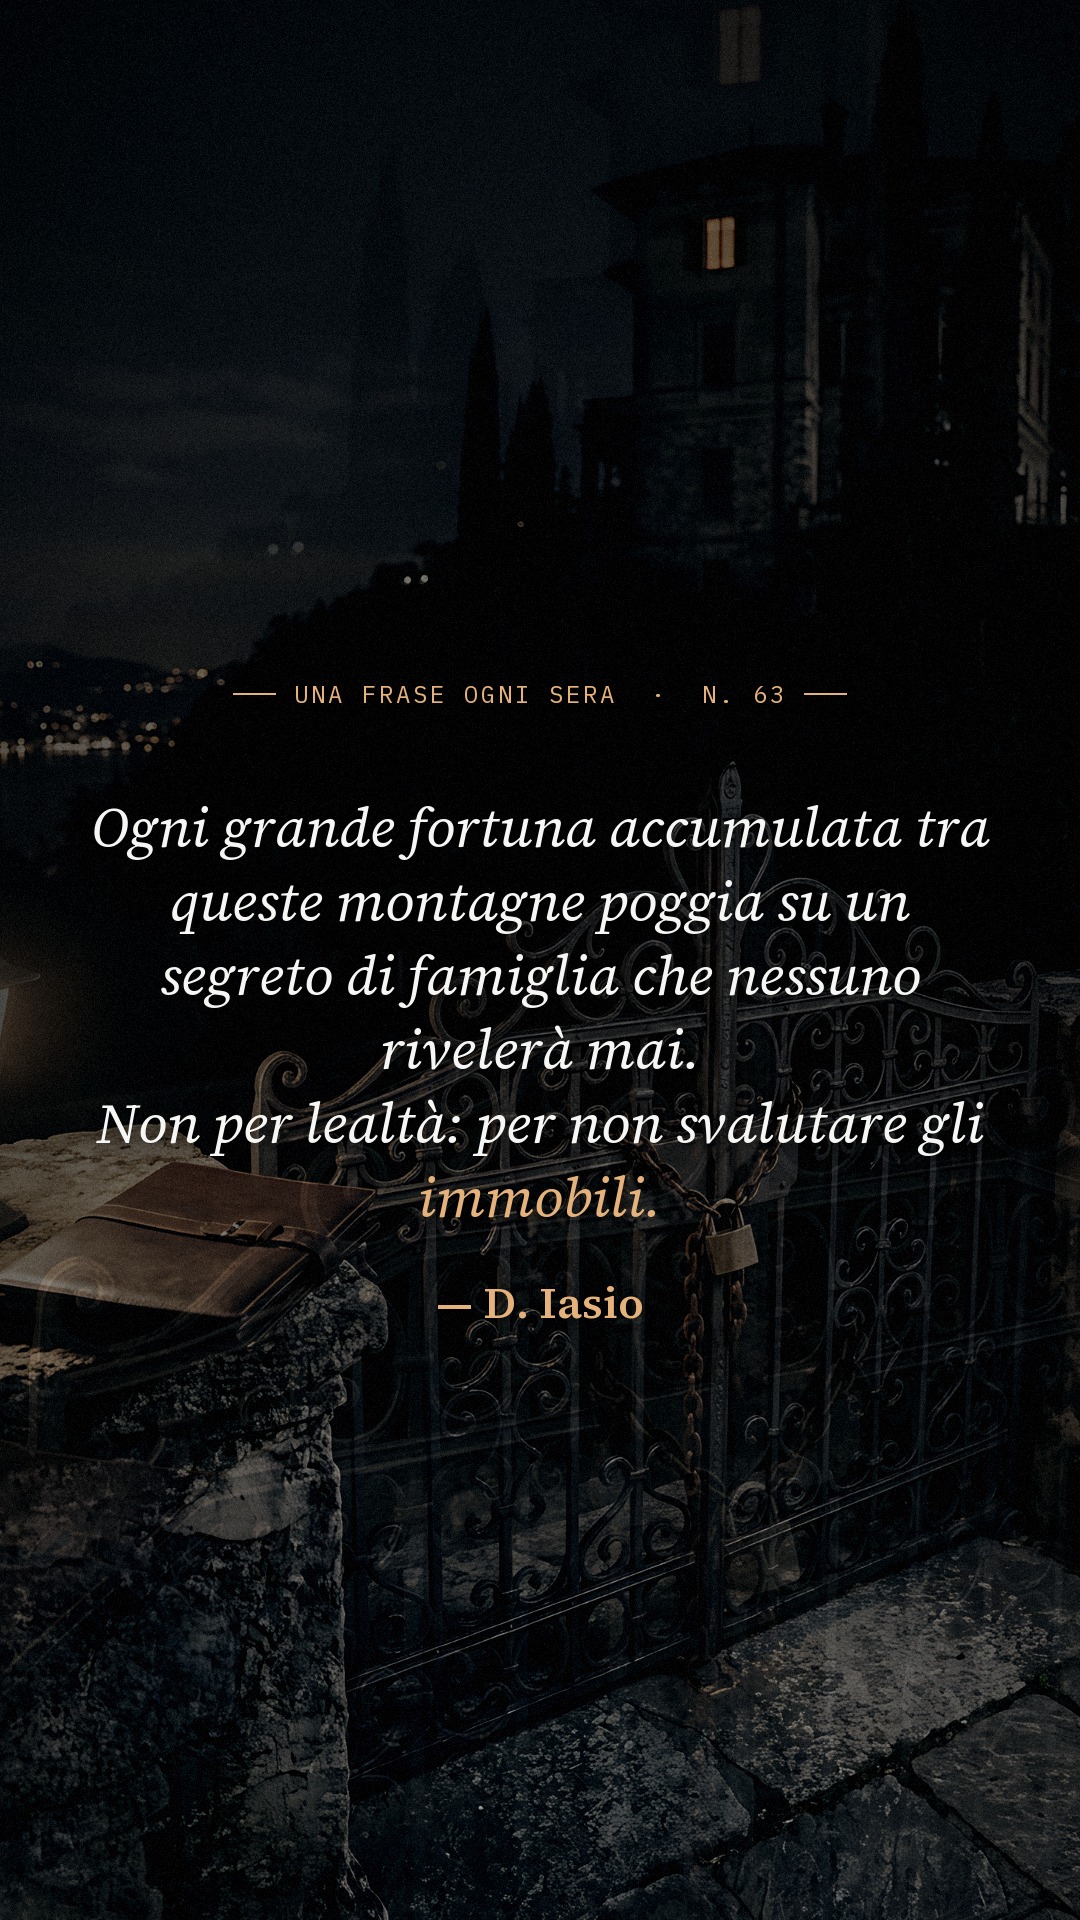 UNA FRASE OGNI SERA · N. 63
Ogni grande fortuna accumulata tra
queste montagne poggia su un
segreto di famiglia che nessuno
rivelerà mai.
Non per lealtà: per non svalutare gli
immobili.
— D. Iasio